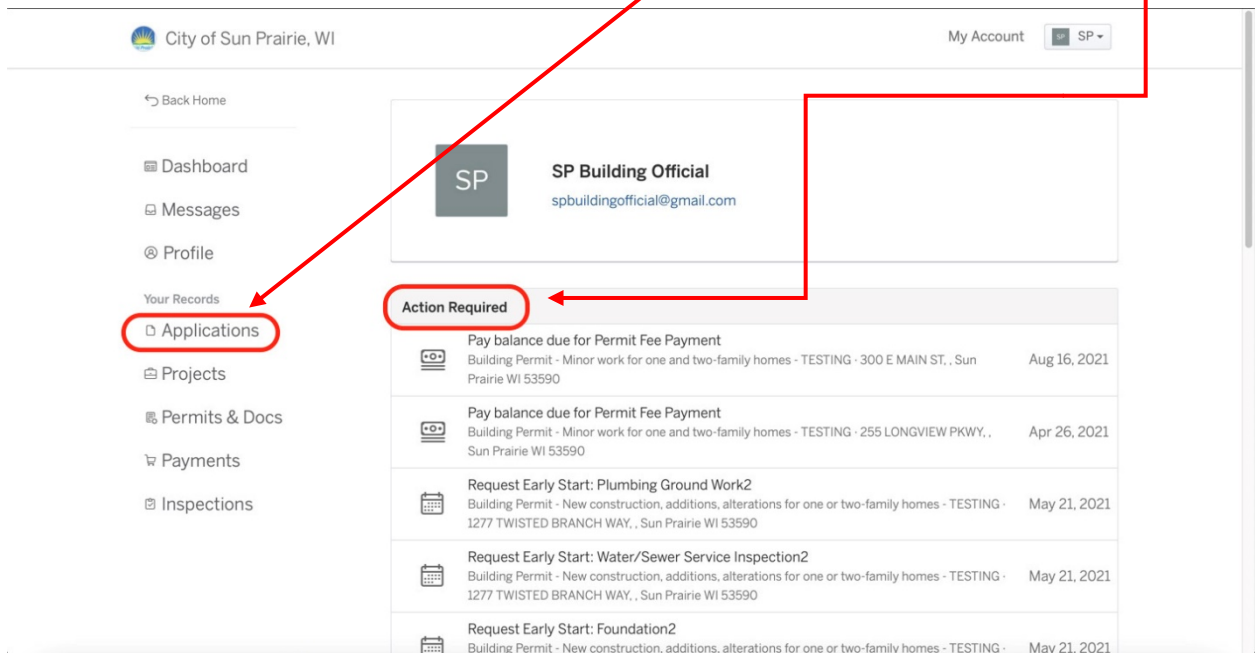 City of Sun Prairie, WI
My Account
SP
SP
Back Home
Dashboard
Messages
Profile
Your Records
Applications
Projects
Permits & Docs
Payments
Inspections
SP
SP Building Official
spbuildingofficial@gmail.com
Action Required
Pay balance due for Permit Fee Payment
Building Permit - Minor work for one and two-family homes - TESTING · 300 E MAIN ST, , Sun
Prairie WI 53590
Aug 16, 2021
Pay balance due for Permit Fee Payment
Building Permit - Minor work for one and two-family homes - TESTING · 255 LONGVIEW PKWY, ,
Sun Prairie WI 53590
Apr 26, 2021
Request Early Start: Plumbing Ground Work2
Building Permit - New construction, additions, alterations for one or two-family homes - TESTING ·
1277 TWISTED BRANCH WAY, , Sun Prairie WI 53590
May 21, 2021
Request Early Start: Water/Sewer Service Inspection2
Building Permit - New construction, additions, alterations for one or two-family homes - TESTING ·
1277 TWISTED BRANCH WAY, , Sun Prairie WI 53590
May 21, 2021
Request Early Start: Foundation2
Building Permit - New construction, additions, alterations for one or two-family homes - TESTING ·
May 21, 2021